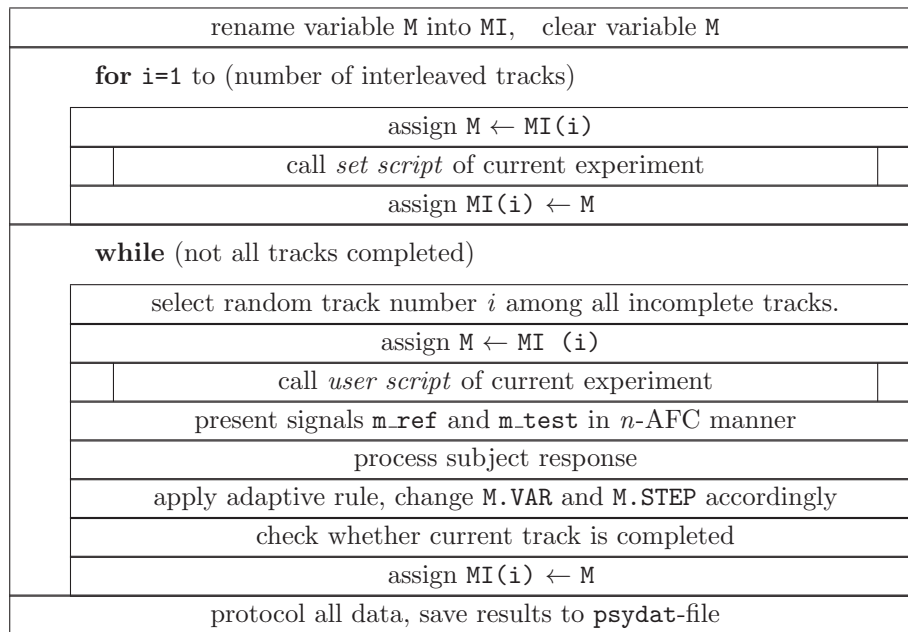 rename variable M into MI, clear variable M
for i=1 to (number of interleaved tracks)
assign M ← MI(i)
call set script of current experiment
assign MI(i) ← M
while (not all tracks completed)
select random track number i among all incomplete tracks.
assign M ← MI (i)
call user script of current experiment
present signals m_ref and m_test in n-AFC manner
process subject response
apply adaptive rule, change M.VAR and M.STEP accordingly
check whether current track is completed
assign MI(i) ← M
protocol all data, save results to psydat-file